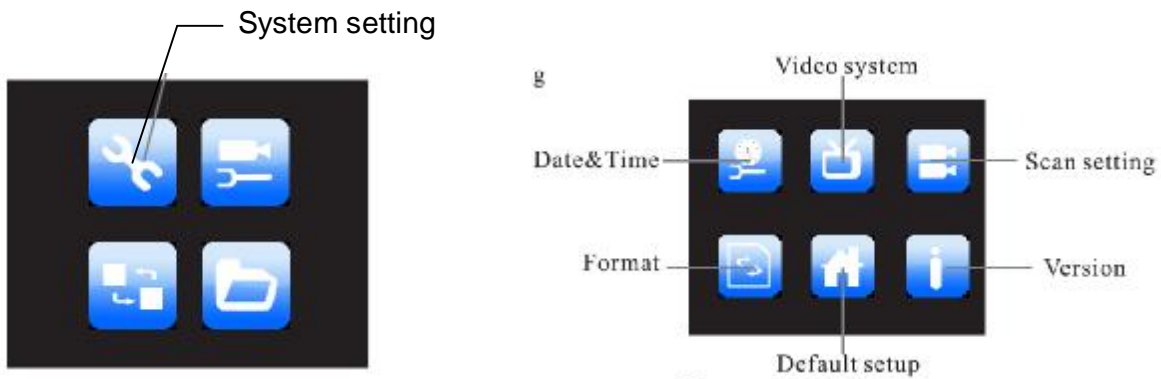 System setting
g
Video system
Date&Time
Scan setting
Format
Version
Default setup